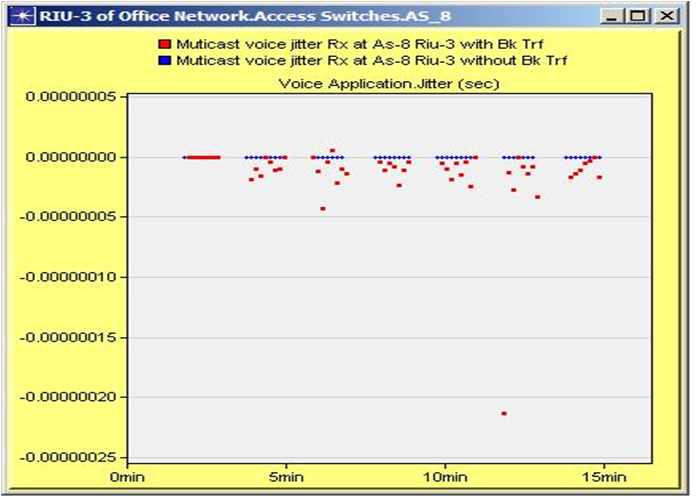 RIU-3 of Office Network.Access Switches.AS_8
Muticast voice jitter Rx at As-8 Riu-3 with Bk Trf
Muticast voice jitter Rx at As-8 Riu-3 without Bk Trf
Voice Application.Jitter (sec)
0.00000005
0.00000000
-0.00000005
-0.00000010
-0.00000015
-0.00000020
-0.00000025
0min 5min 10min 15min